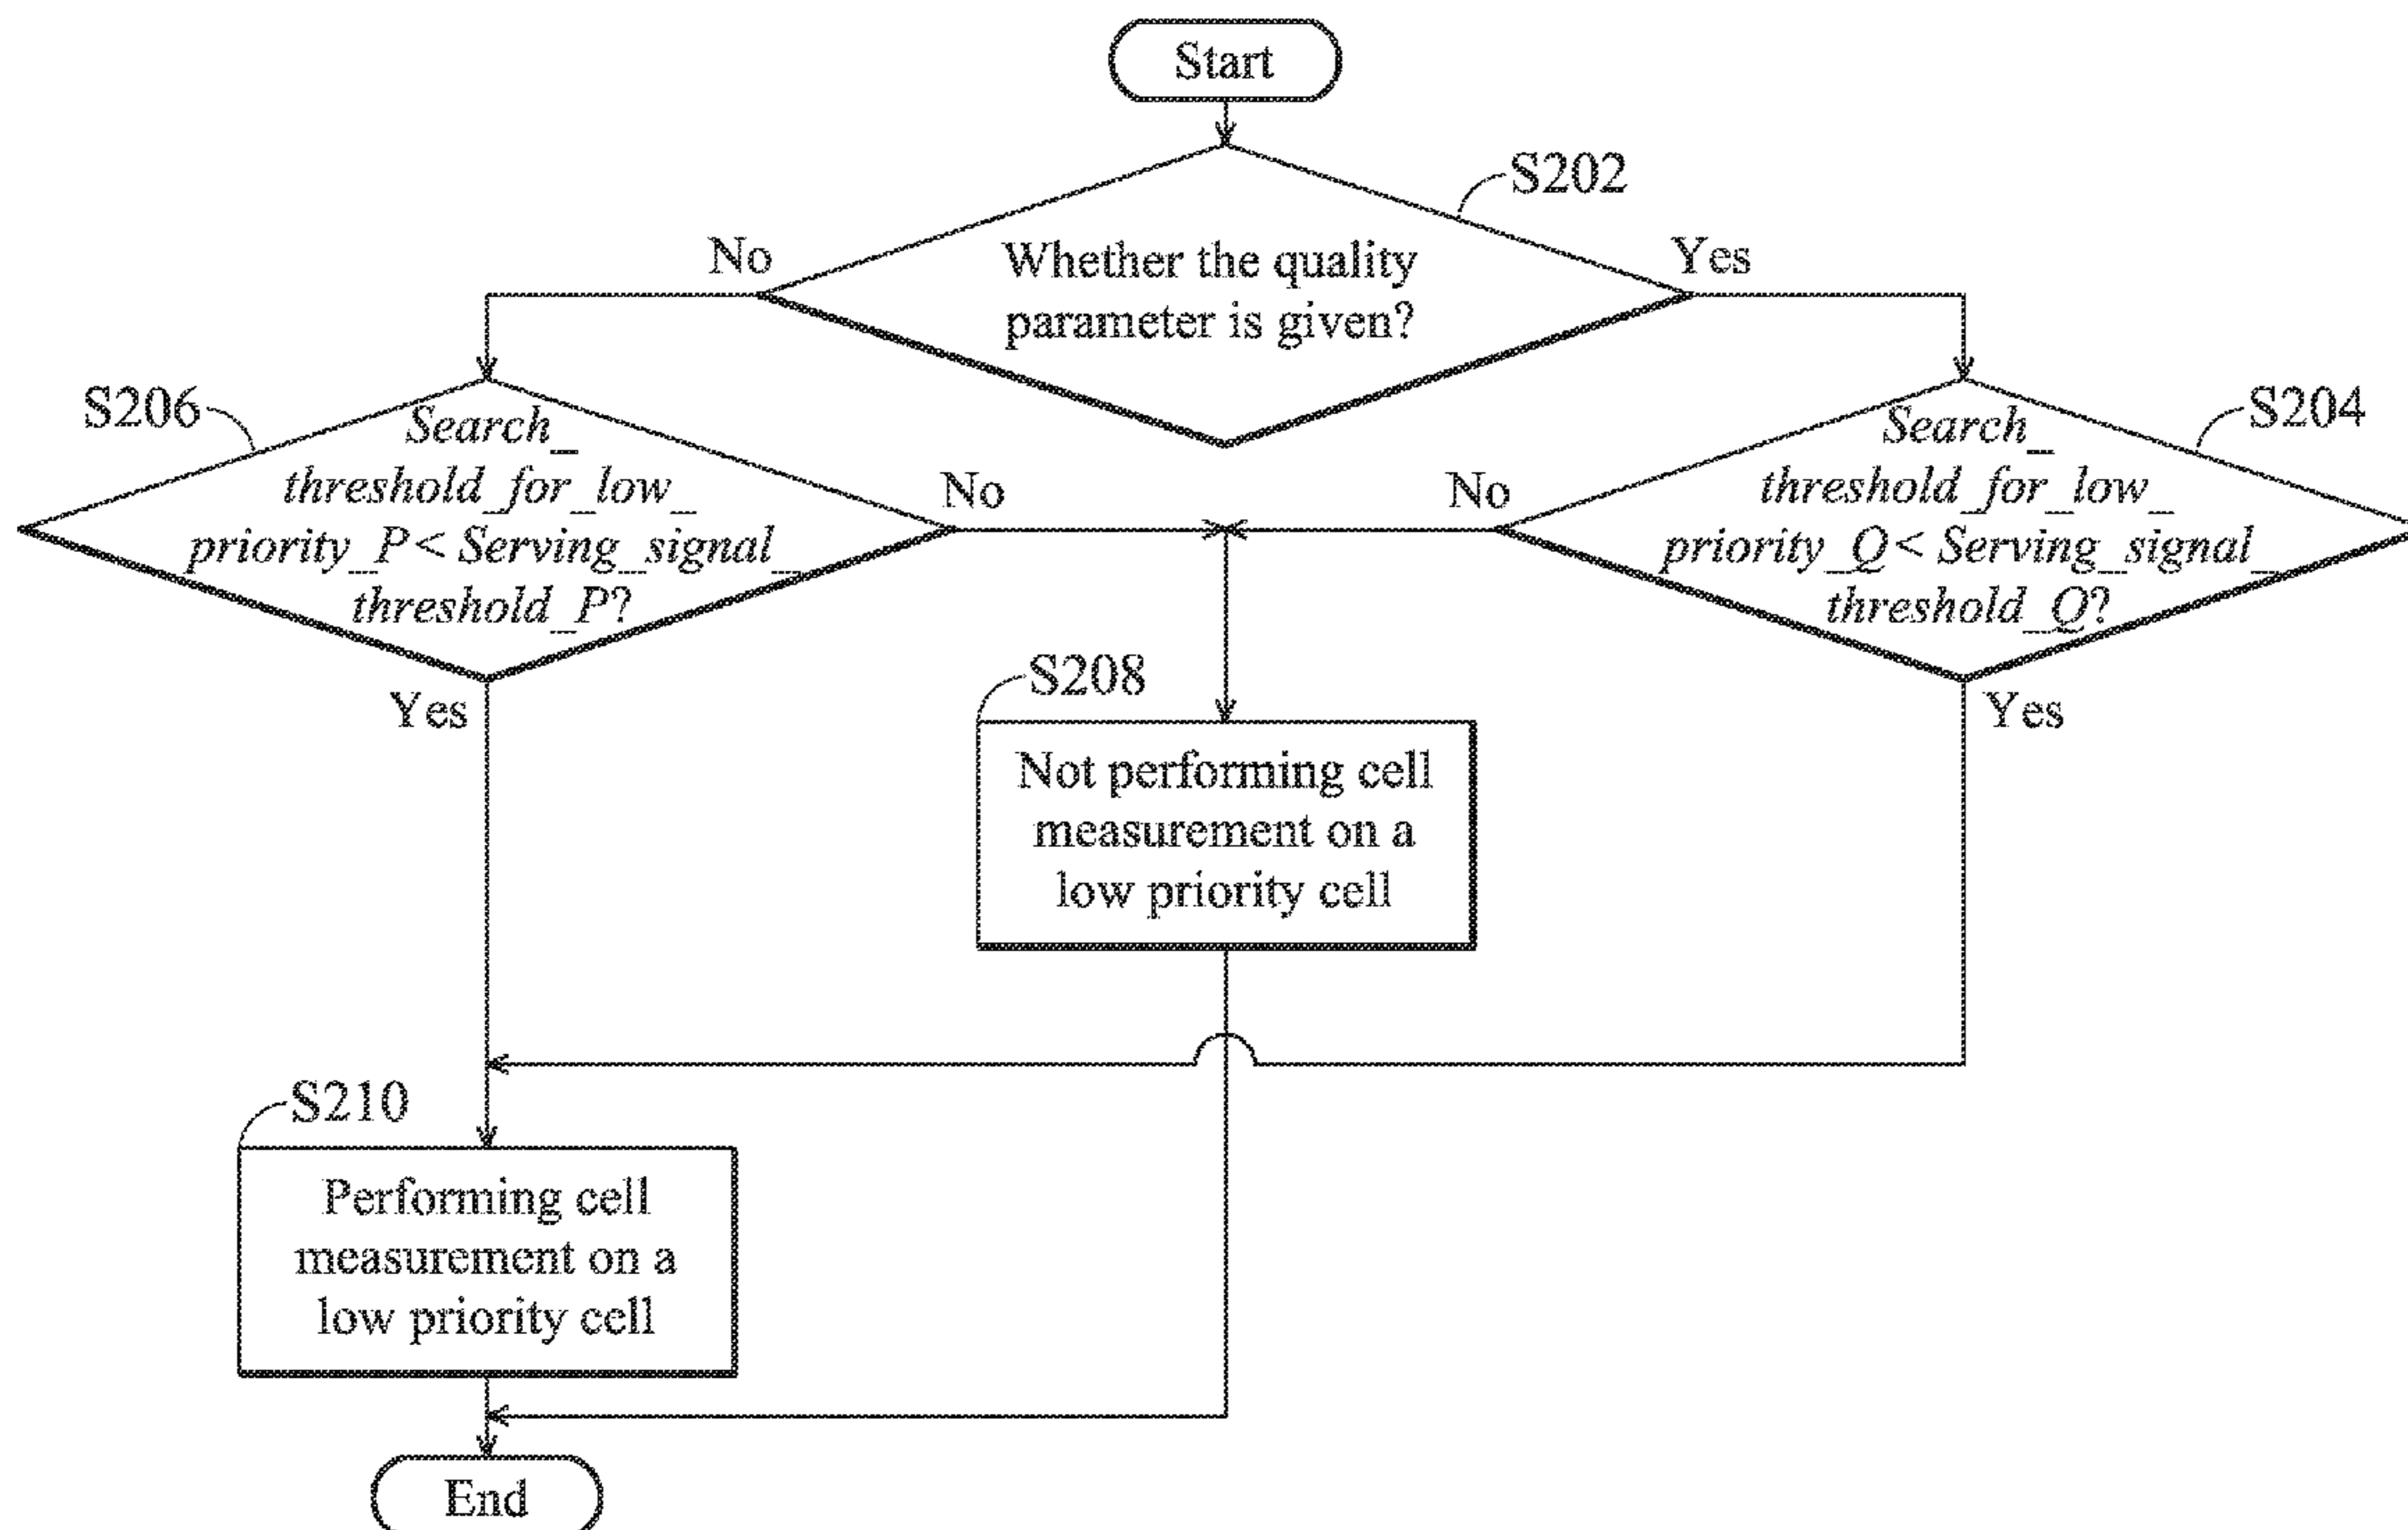 Start
S202
No
Whether the quality
parameter is given?
Yes
S206
Search_
threshold_for_low_
priority_P< Serving_signal_
threshold_P?
No
Yes
S204
Search_
threshold_for_low_
priority_Q< Serving_signal_
threshold_Q?
No
Yes
S208
Not performing cell
measurement on a
low priority cell
S210
Performing cell
measurement on a
low priority cell
End